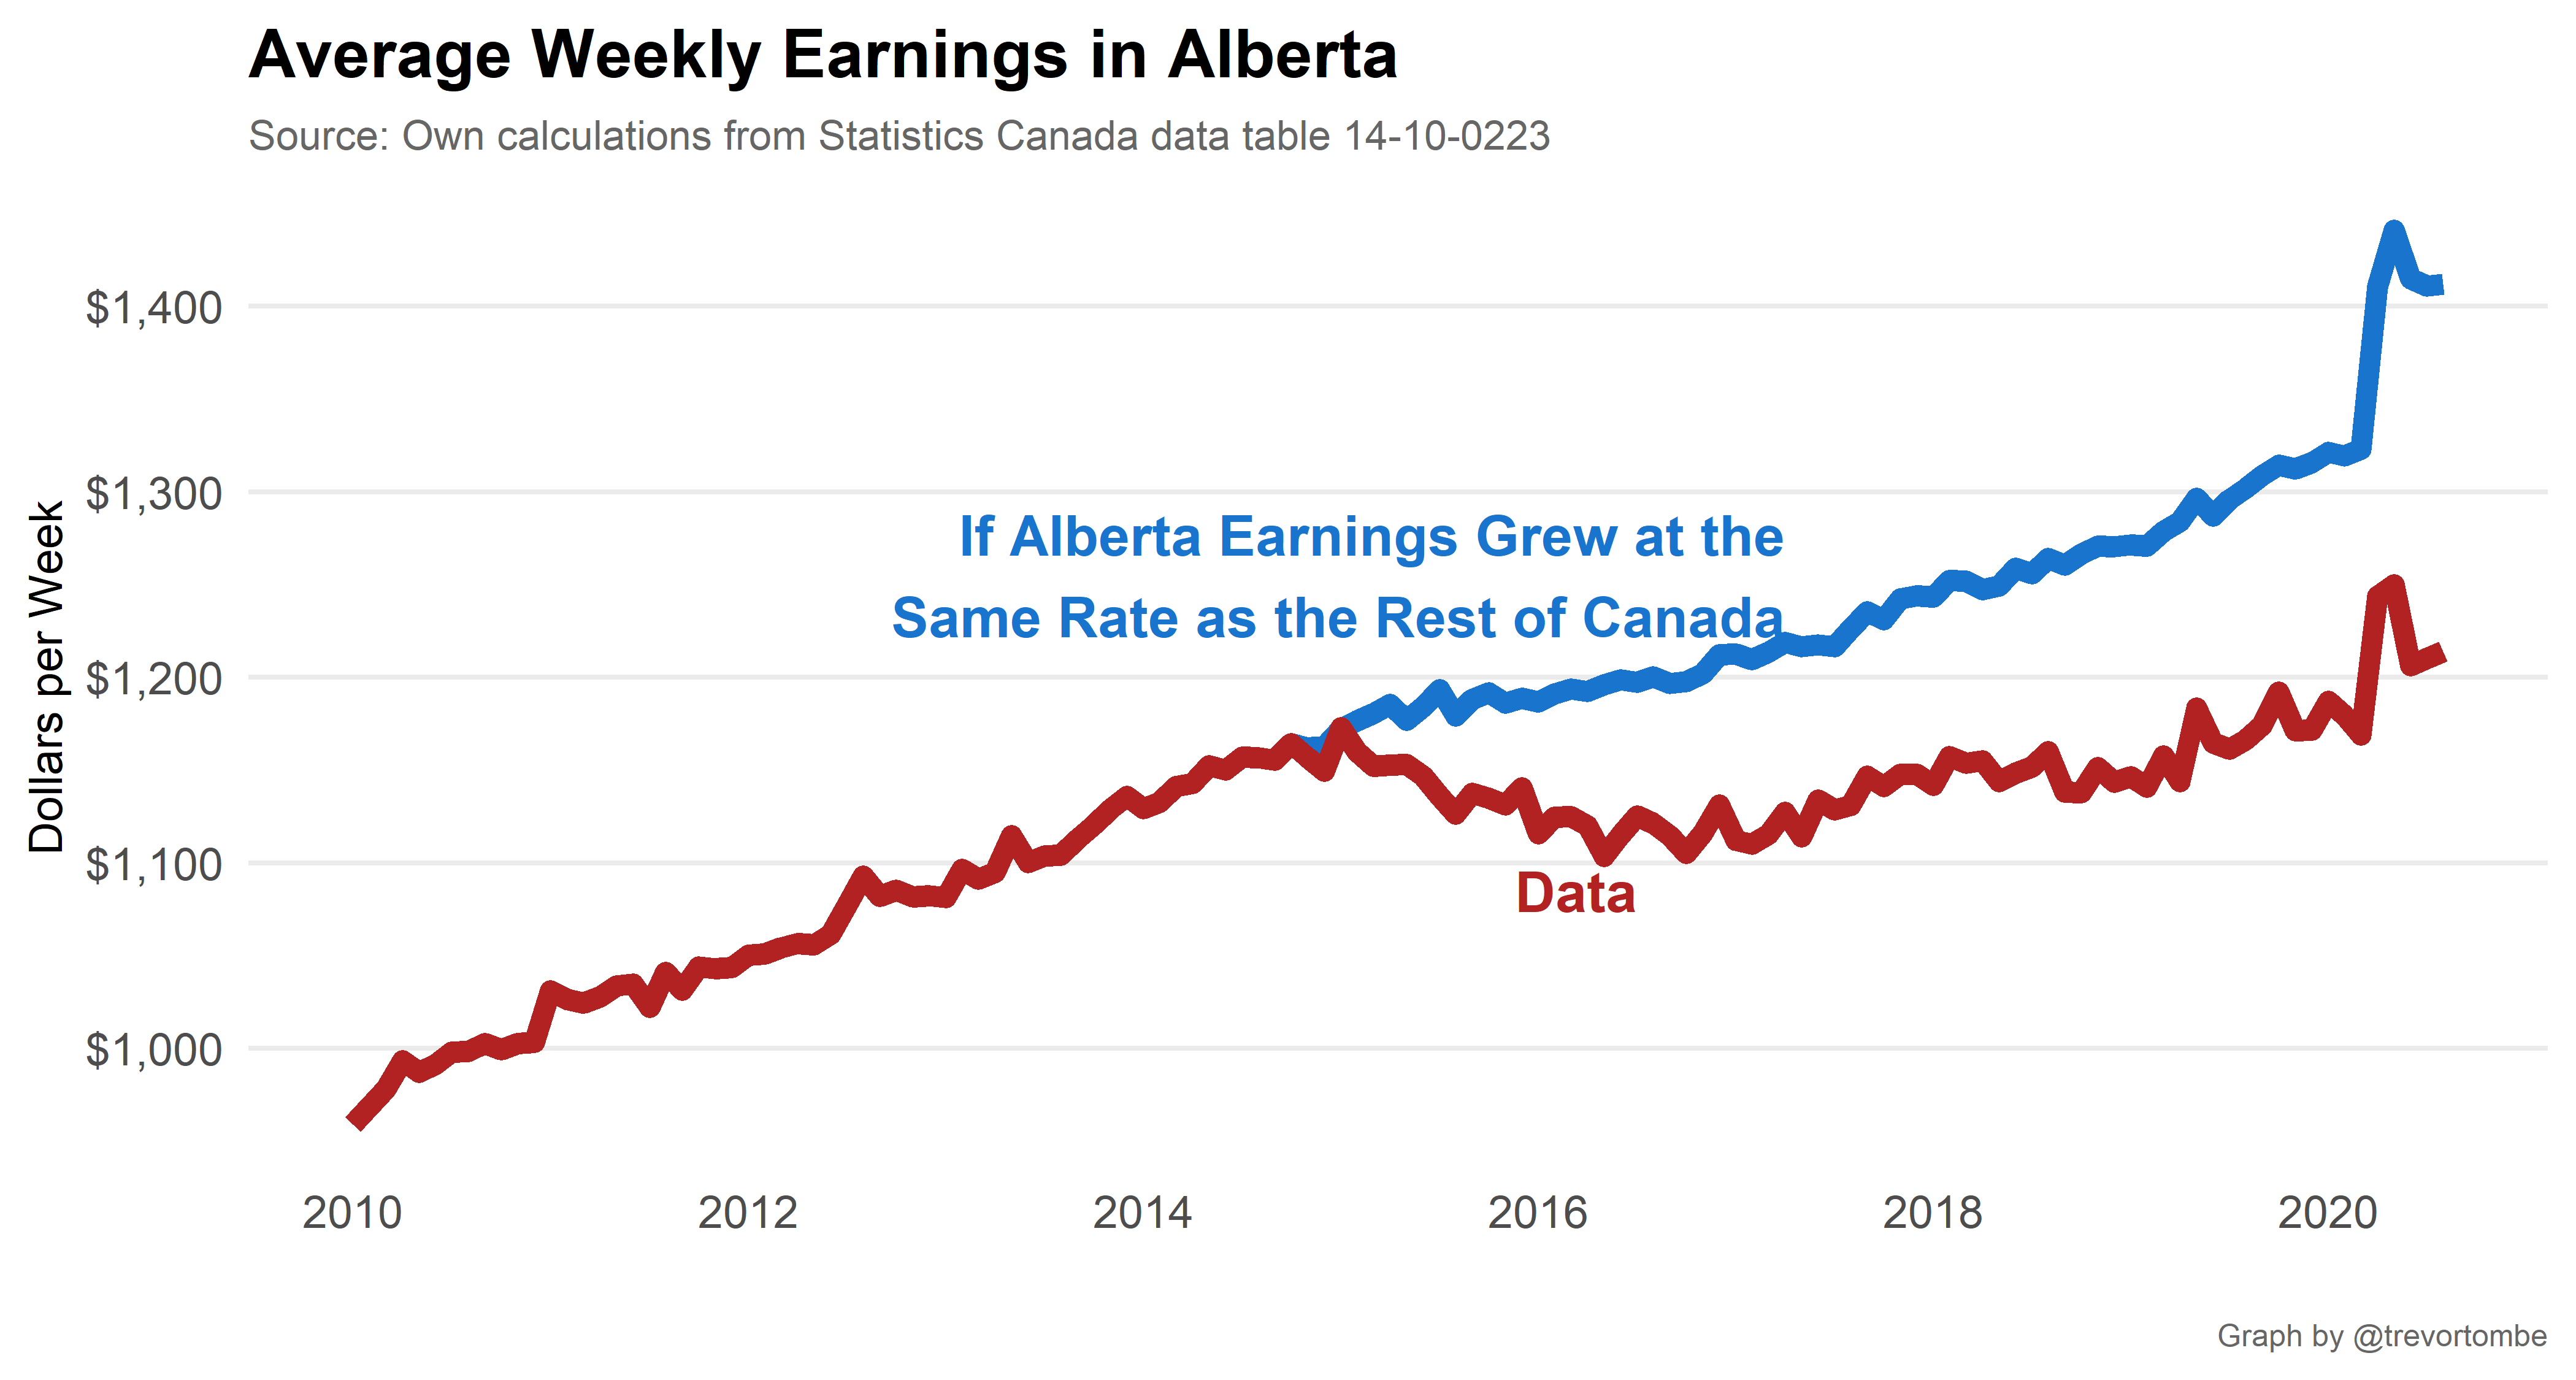 Average Weekly Earnings in Alberta
Source: Own calculations from Statistics Canada data table 14-10-0223
Dollars per Week
$1,400
$1,300
$1,200
$1,100
$1,000
If Alberta Earnings Grew at the
Same Rate as the Rest of Canada
Data
2010
2012
2014
2016
2018
2020
Graph by @trevortombe